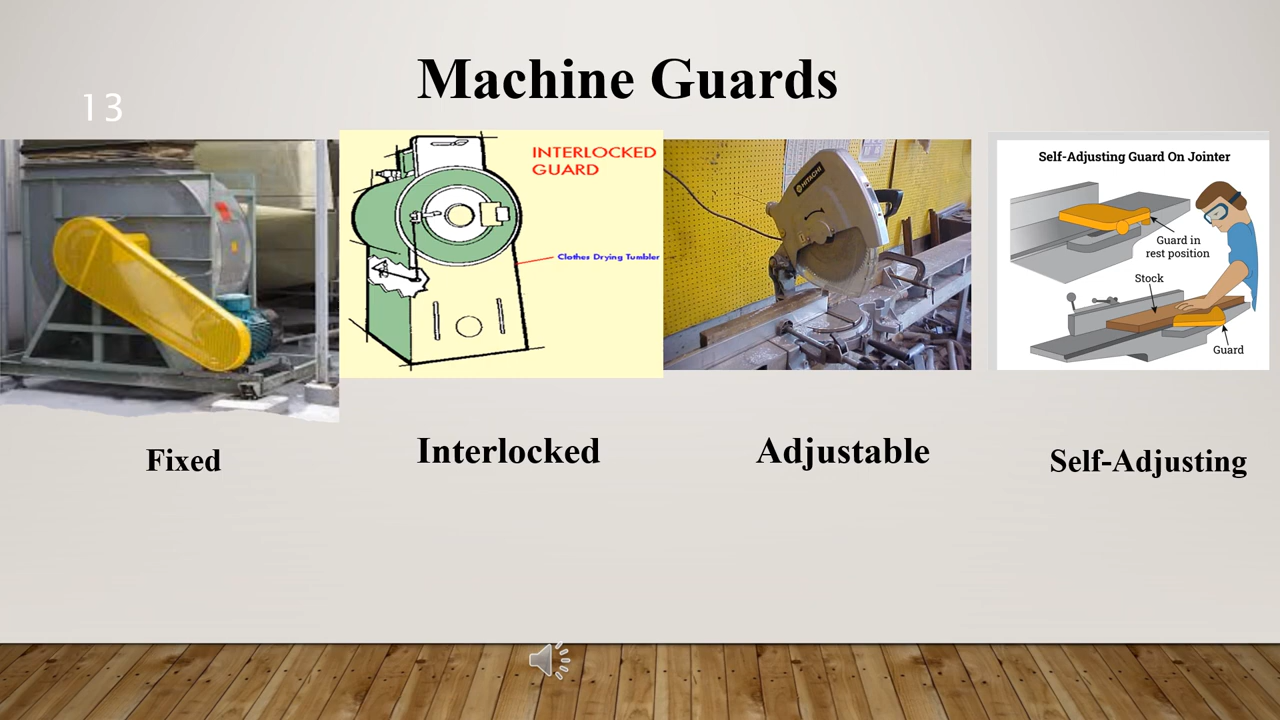 Machine Guards
13
INTERLOCKED
GUARD
Clothes Drying Tumbler
HITACHI
Self-Adjusting Guard On Jointer
Guard in
rest position
Stock
Guard
Fixed
Interlocked
Adjustable
Self-Adjusting